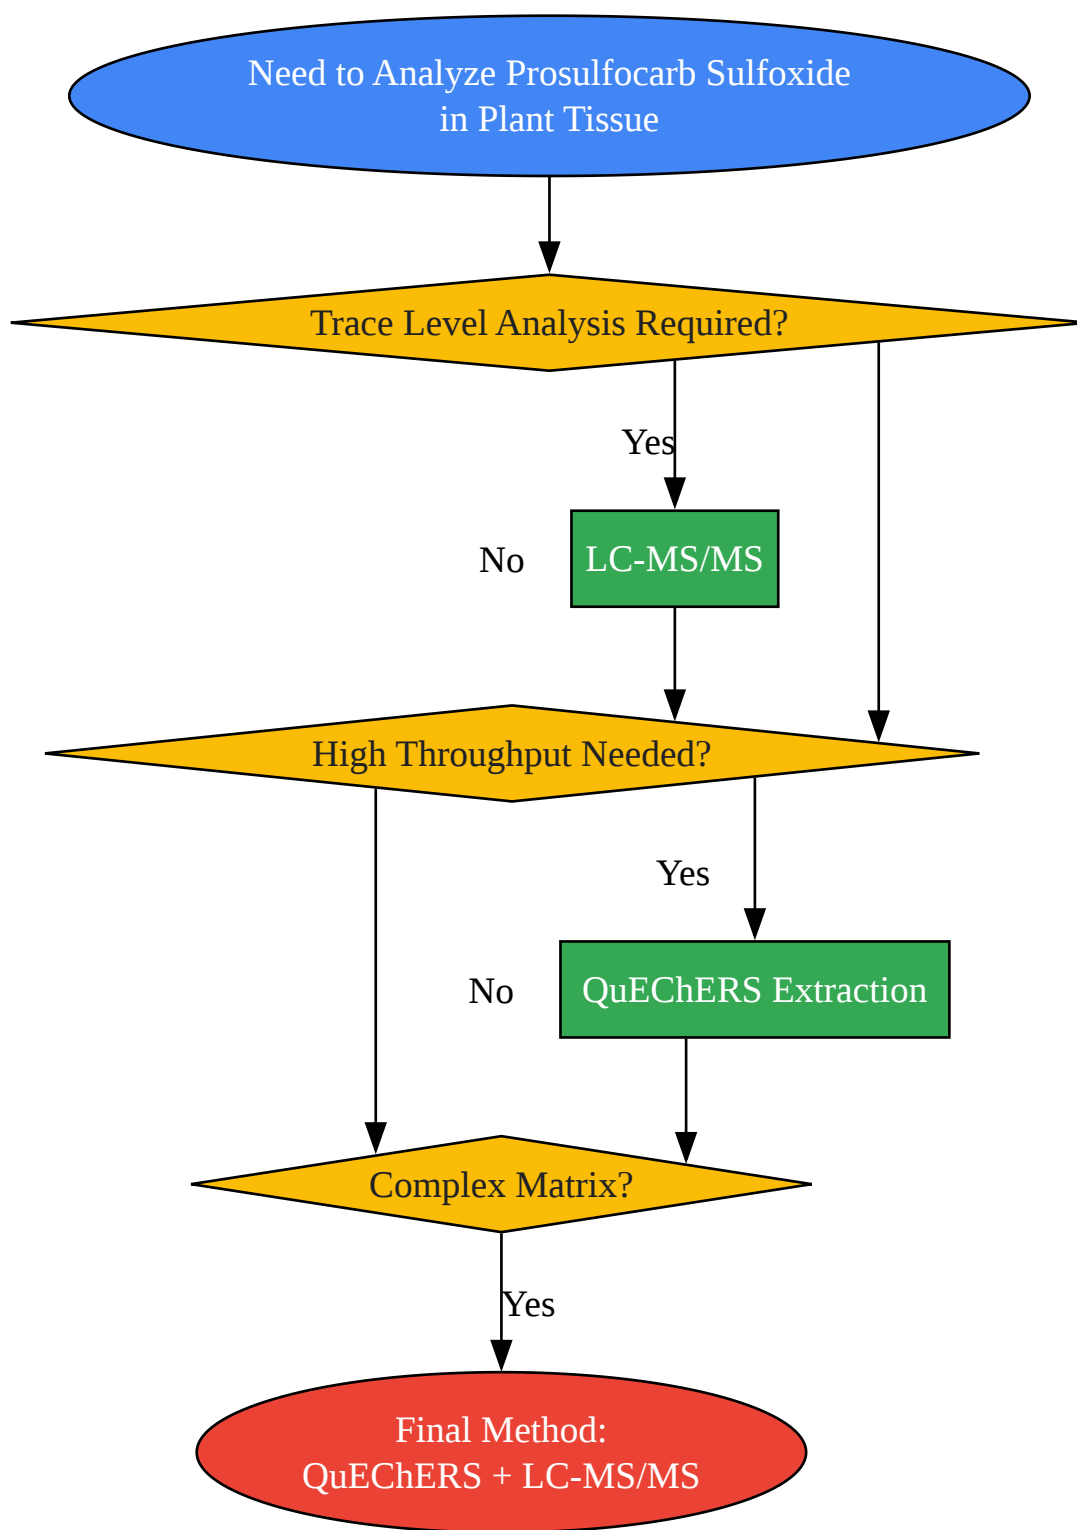 Need to Analyze Prosulfocarb Sulfoxide
in Plant Tissue
Trace Level Analysis Required?
Yes
No
LC-MS/MS
High Throughput Needed?
Yes
No
QuEChERS Extraction
Complex Matrix?
Yes
Final Method:
QuEChERS + LC-MS/MS